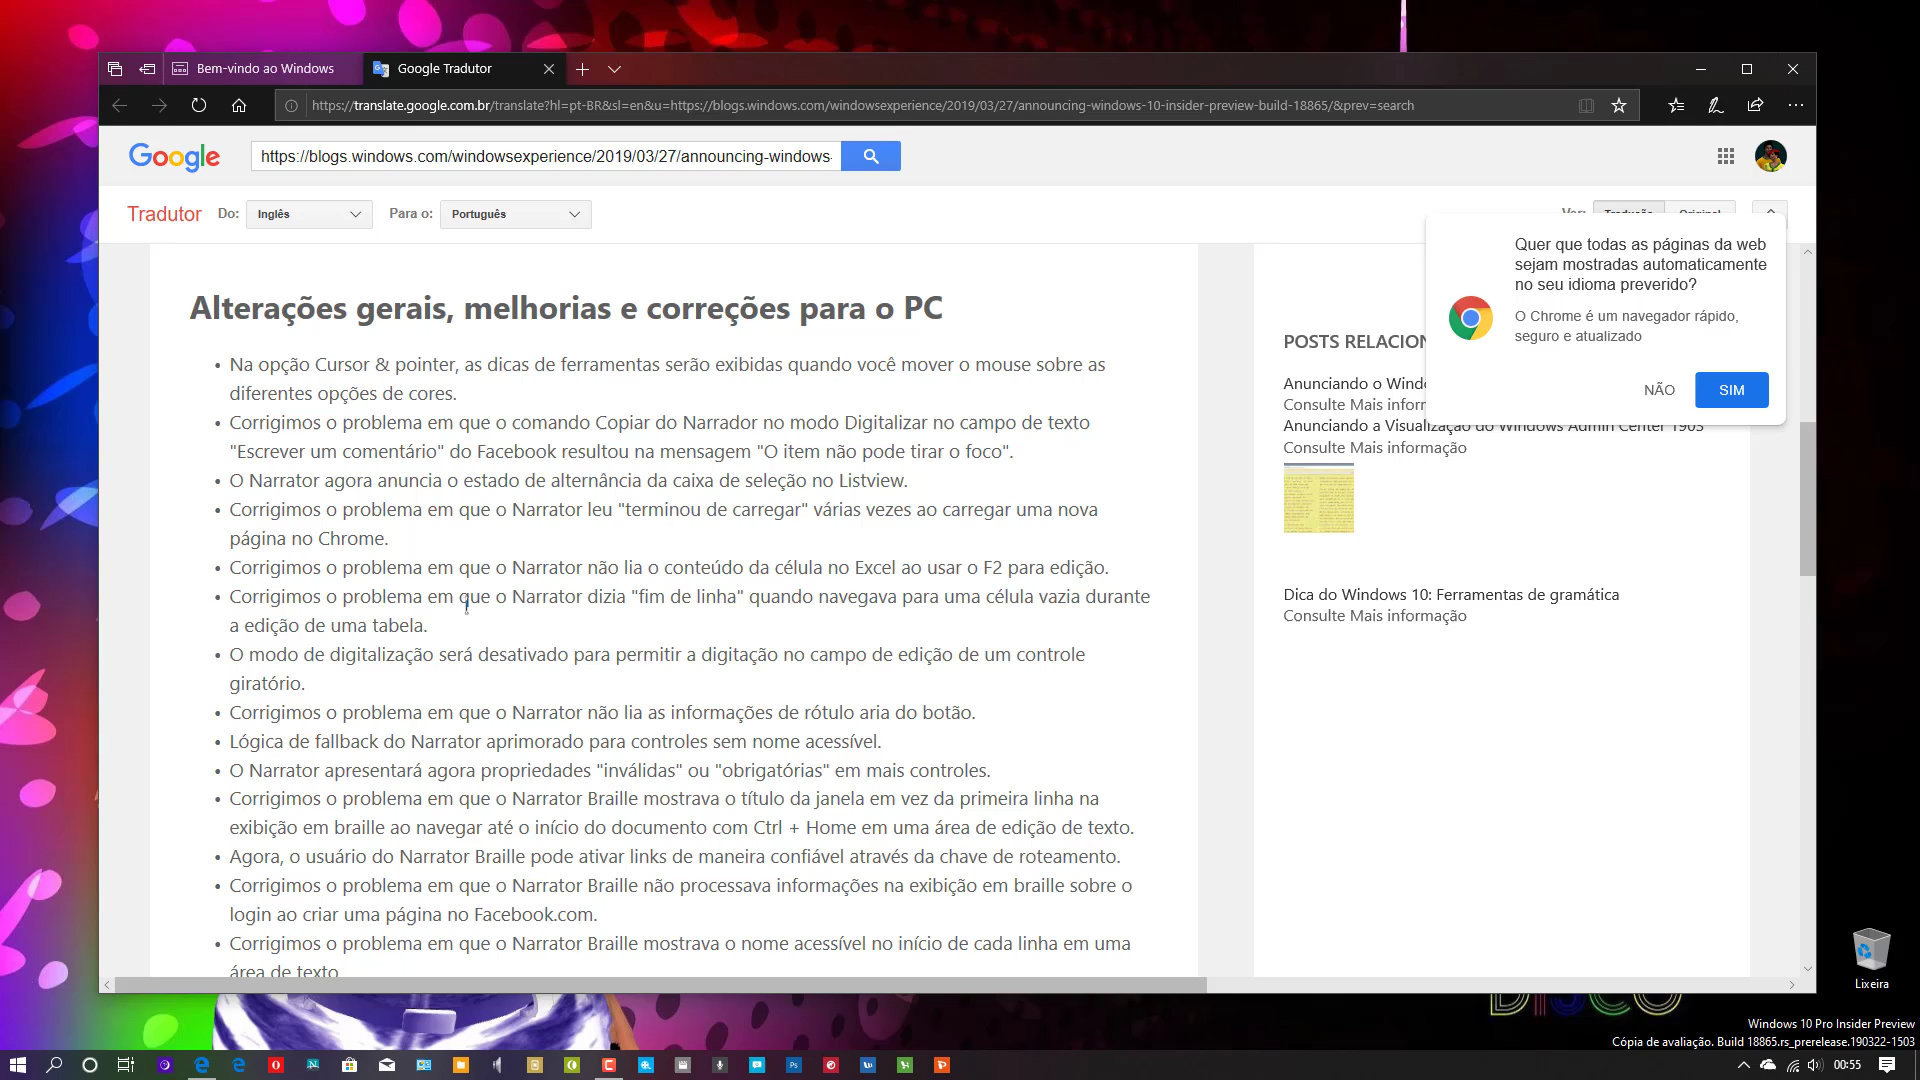 Bem-vindo ao Windows
Google Tradutor
https://translate.google.com.br/translate?hl=pt-BR&sl=en&u=https://blogs.windows.com/windowsexperience/2019/03/27/announcing-windows-10-insider-preview-build-18865/&prev=search
Google
https://blogs.windows.com/windowsexperience/2019/03/27/announcing-windows-
Tradutor Do: Inglês Para o: Português
Ver: Tradução Original
Quer que todas as páginas da web
sejam mostradas automaticamente
no seu idioma preverido?
O Chrome é um navegador rápido,
seguro e atualizado
NÃO SIM
Alterações gerais, melhorias e correções para o PC
• Na opção Cursor & pointer, as dicas de ferramentas serão exibidas quando você mover o mouse sobre as
diferentes opções de cores.
• Corrigimos o problema em que o comando Copiar do Narrador no modo Digitalizar no campo de texto
"Escrever um comentário" do Facebook resultou na mensagem "O item não pode tirar o foco".
• O Narrator agora anuncia o estado de alternância da caixa de seleção no Listview.
• Corrigimos o problema em que o Narrator leu "terminou de carregar" várias vezes ao carregar uma nova
página no Chrome.
• Corrigimos o problema em que o Narrator não lia o conteúdo da célula no Excel ao usar o F2 para edição.
• Corrigimos o problema em que o Narrator dizia "fim de linha" quando navegava para uma célula vazia durante
a edição de uma tabela.
• O modo de digitalização será desativado para permitir a digitação no campo de edição de um controle
giratório.
• Corrigimos o problema em que o Narrator não lia as informações de rótulo aria do botão.
• Lógica de fallback do Narrator aprimorado para controles sem nome acessível.
• O Narrator apresentará agora propriedades "inválidas" ou "obrigatórias" em mais controles.
• Corrigimos o problema em que o Narrator Braille mostrava o título da janela em vez da primeira linha na
exibição em braille ao navegar até o início do documento com Ctrl + Home em uma área de edição de texto.
• Agora, o usuário do Narrator Braille pode ativar links de maneira confiável através da chave de roteamento.
• Corrigimos o problema em que o Narrator Braille não processava informações na exibição em braille sobre o
login ao criar uma página no Facebook.com.
• Corrigimos o problema em que o Narrator Braille mostrava o nome acessível no início de cada linha em uma
área de texto
POSTS RELACION
Anunciando o Windo
Consulte Mais inform
Anunciando a Visualização do Windows Admin Center 1903
Consulte Mais informação
Dica do Windows 10: Ferramentas de gramática
Consulte Mais informação
Lixeira
DISCO
Windows 10 Pro Insider Preview
Cópia de avaliação. Build 18865.rs_prerelease.190322-1503
00:55